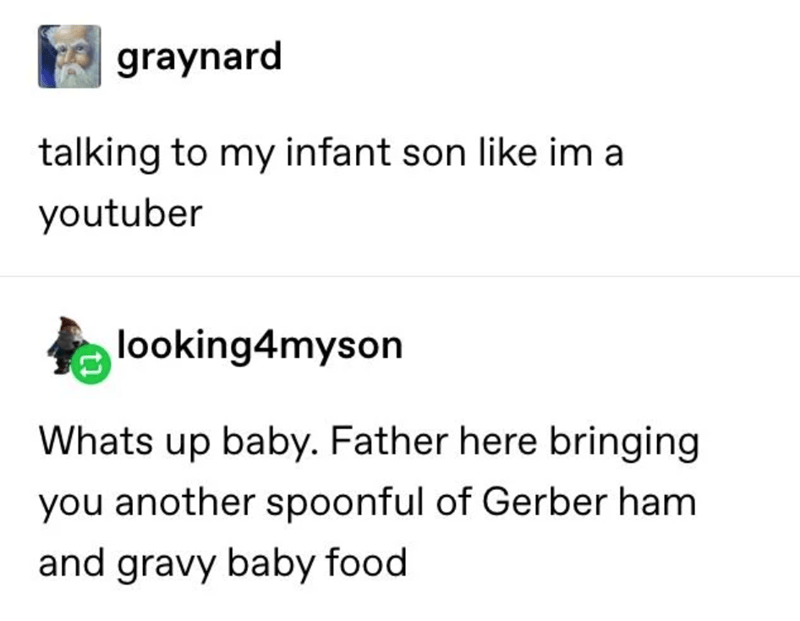 graynard
talking to my infant son like im a
youtuber
looking4myson
Whats up baby. Father here bringing
you another spoonful of Gerber ham
and gravy baby food